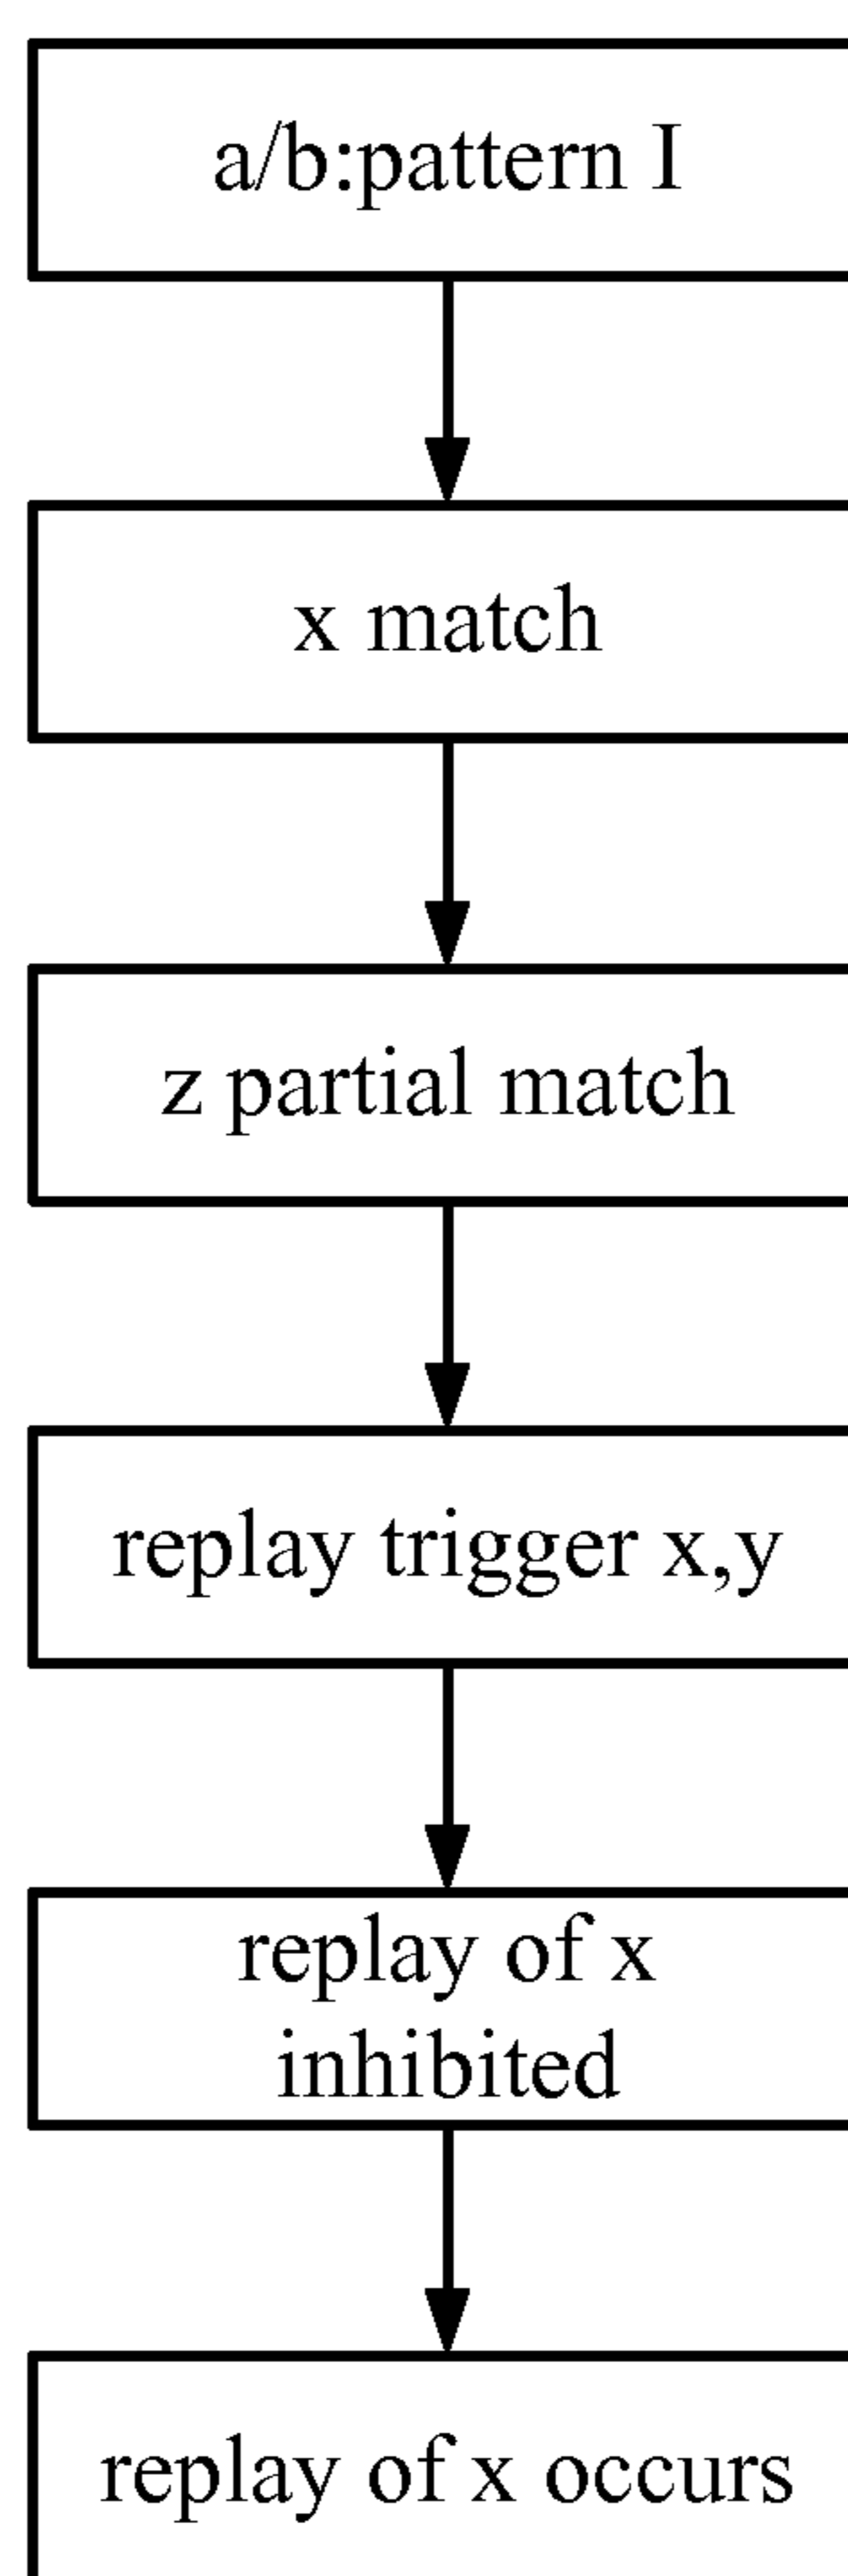 a/b:pattern I
x match
z partial match
replay trigger x,y
replay of x
inhibited
replay of x occurs